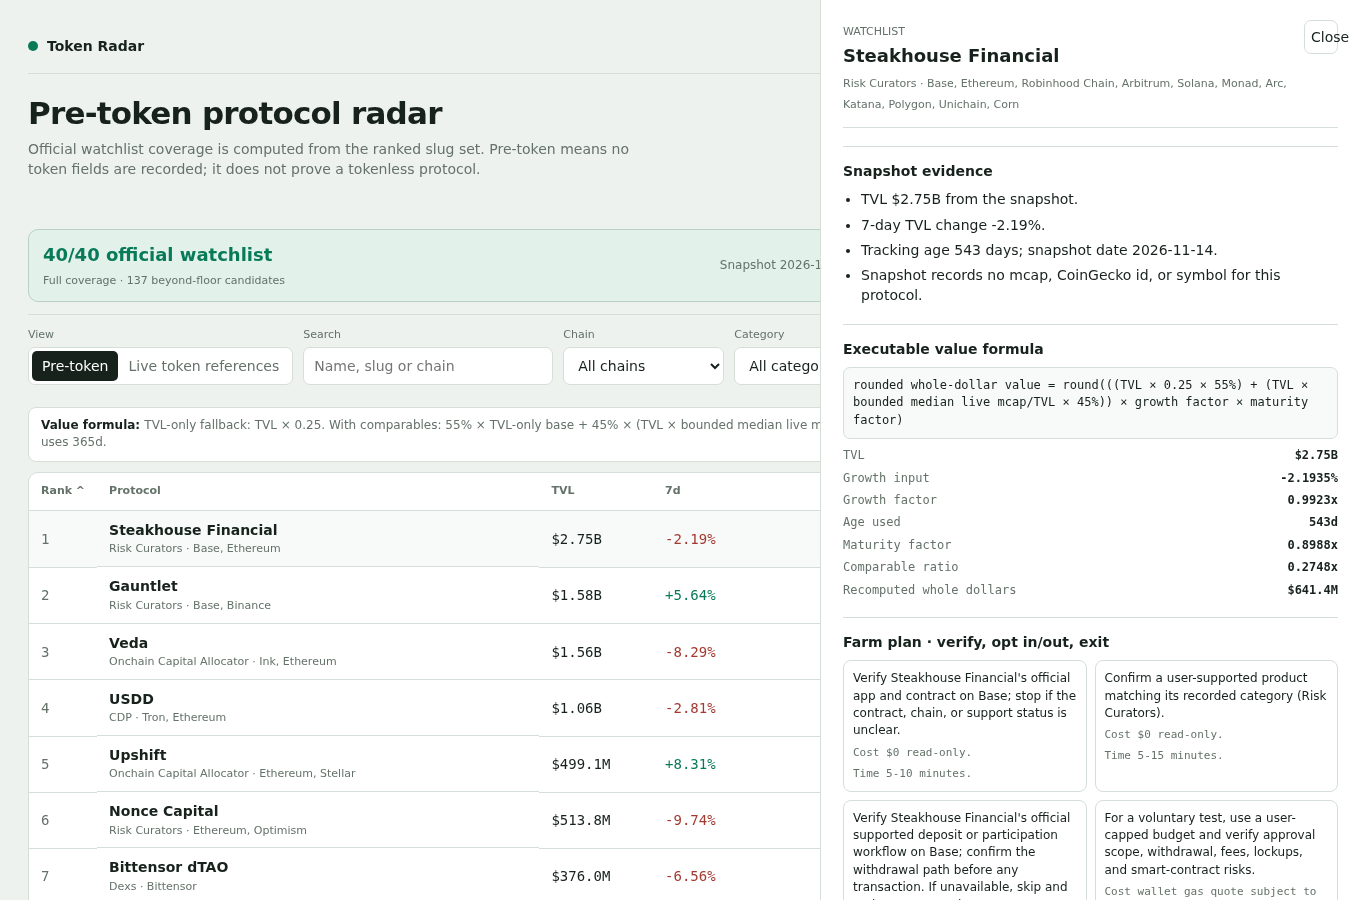 Token Radar
Pre-token protocol radar
Official watchlist coverage is computed from the ranked slug set. Pre-token means no
token fields are recorded; it does not prove a tokenless protocol.
40/40 official watchlist
Full coverage · 137 beyond-floor candidates
Snapshot 2026-1
View
Search
Chain
Category
Pre-token
Live token references
Name, slug or chain
All chains
All catego
Value formula: TVL-only fallback: TVL × 0.25. With comparables: 55% × TVL-only base + 45% × (TVL × bounded median live m
uses 365d.
Rank ^ Protocol TVL 7d
1 Steakhouse Financial $2.75B -2.19%
Risk Curators · Base, Ethereum
2 Gauntlet $1.58B +5.64%
Risk Curators · Base, Binance
3 Veda $1.56B -8.29%
Onchain Capital Allocator · Ink, Ethereum
4 USDD $1.06B -2.81%
CDP · Tron, Ethereum
5 Upshift $499.1M +8.31%
Onchain Capital Allocator · Ethereum, Stellar
6 Nonce Capital $513.8M -9.74%
Risk Curators · Ethereum, Optimism
7 Bittensor dTAO $376.0M -6.56%
Dexs · Bittensor
WATCHLIST
Close
Steakhouse Financial
Risk Curators · Base, Ethereum, Robinhood Chain, Arbitrum, Solana, Monad, Arc,
Katana, Polygon, Unichain, Corn
Snapshot evidence
• TVL $2.75B from the snapshot.
• 7-day TVL change -2.19%.
• Tracking age 543 days; snapshot date 2026-11-14.
• Snapshot records no mcap, CoinGecko id, or symbol for this
protocol.
Executable value formula
rounded whole-dollar value = round(((TVL × 0.25 × 55%) + (TVL ×
bounded median live mcap/TVL × 45%)) × growth factor × maturity
factor)
TVL $2.75B
Growth input -2.1935%
Growth factor 0.9923x
Age used 543d
Maturity factor 0.8988x
Comparable ratio 0.2748x
Recomputed whole dollars $641.4M
Farm plan · verify, opt in/out, exit
Verify Steakhouse Financial's official
app and contract on Base; stop if the
contract, chain, or support status is
unclear.
Cost $0 read-only.
Time 5-10 minutes.
Confirm a user-supported product
matching its recorded category (Risk
Curators).
Cost $0 read-only.
Time 5-15 minutes.
Verify Steakhouse Financial's official
supported deposit or participation
workflow on Base; confirm the
withdrawal path before any
transaction. If unavailable, skip and
For a voluntary test, use a user-
capped budget and verify approval
scope, withdrawal, fees, lockups,
and smart-contract risks.
Cost wallet gas quote subject to